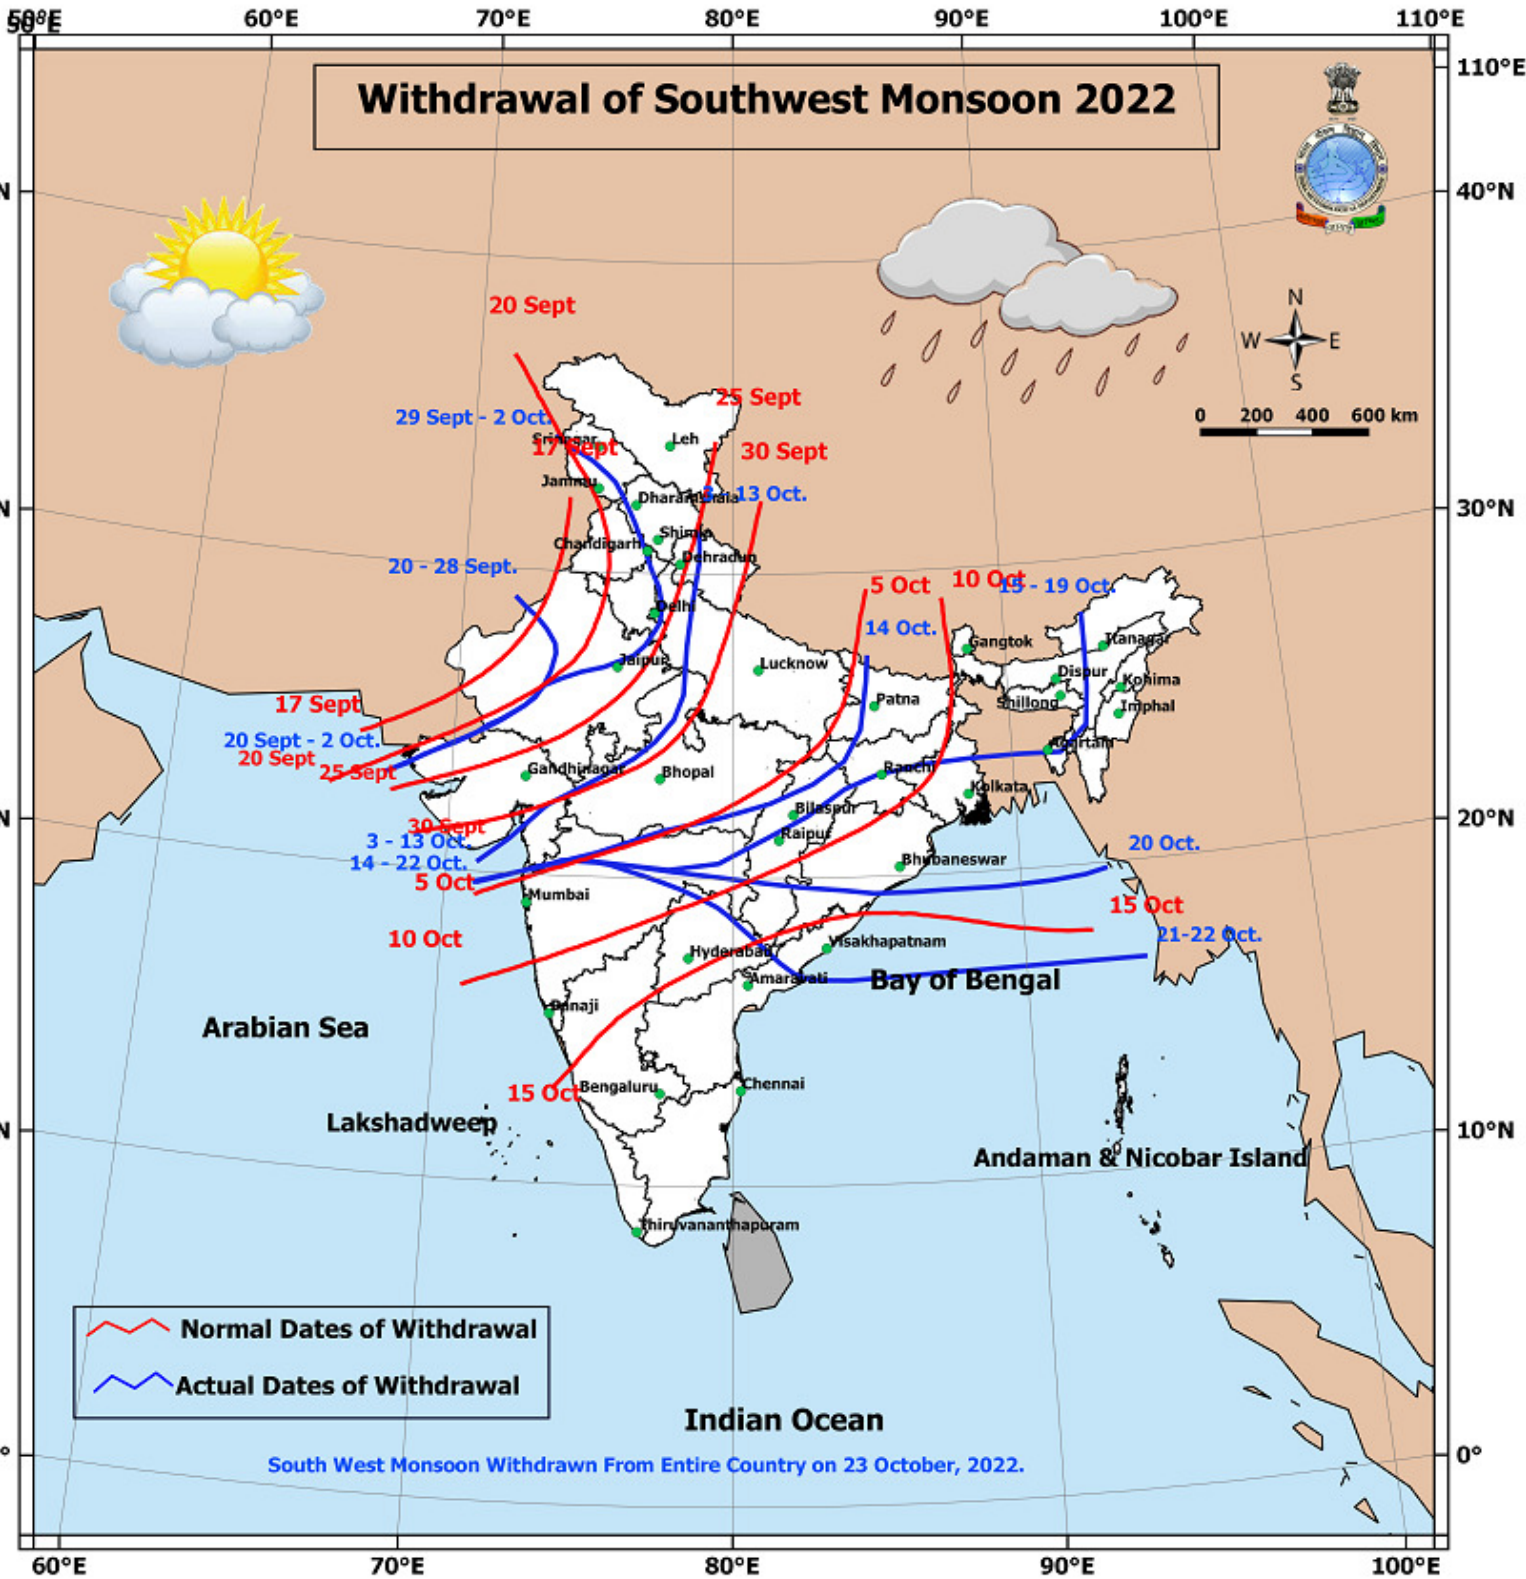 50°E
60°E
70°E
80°E
90°E
100°E
110°E
110°E
Withdrawal of Southwest Monsoon 2022
N
40°N
20 Sept
N
W
E
S
25 Sept
29 Sept - 2 Oct.
0 200 400 600 km
Srinagar
Leh
17 Sept
30 Sept
Jammu
Dharamshala
3 - 13 Oct.
N
30°N
Shimla
Chandigarh
Dehradun
20 - 28 Sept.
5 Oct
10 Oct
15 - 19 Oct.
Delhi
14 Oct.
Gangtok
Itanagar
Jaipur
Lucknow
Dispur
Kohima
17 Sept
Patna
Shillong
Imphal
20 Sept - 2 Oct.
Agartala
20 Sept
25 Sept
Gandhinagar
Bhopal
Ranchi
Kolkata
Bilaspur
N
20°N
30 Sept
Raipur
3 - 13 Oct.
20 Oct.
14 - 22 Oct.
Bhubaneswar
5 Oct
Mumbai
15 Oct
10 Oct
21-22 Oct.
Visakhapatnam
Hyderabad
Amaravati
Bay of Bengal
Panaji
Arabian Sea
15 Oct
Bengaluru
Chennai
Lakshadweep
N
10°N
Andaman & Nicobar Island
Thiruvananthapuram
Normal Dates of Withdrawal
Actual Dates of Withdrawal
Indian Ocean
°
0°
South West Monsoon Withdrawn From Entire Country on 23 October, 2022.
60°E
70°E
80°E
90°E
100°E